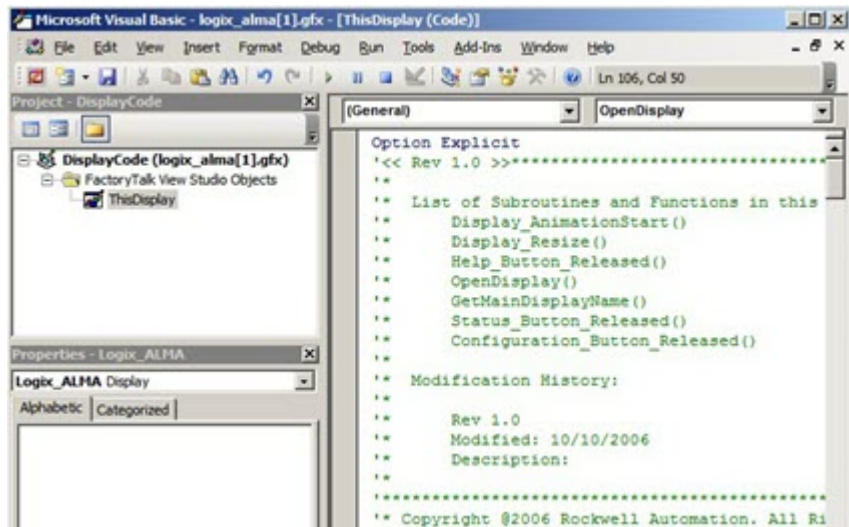 Microsoft Visual Basic - logix_alma[1].gfx - [ThisDisplay (Code)]
File Edit View Insert Format Debug Run Tools Add-Ins Window Help
Ln 106, Col 50
Project - DisplayCode
(General)
OpenDisplay
DisplayCode (logix_alma[1].gfx)
FactoryTalk View Studio Objects
ThisDisplay
Properties - Logix_ALMA
Logix_ALMA Display
Alphabetic Categorized
Option Explicit
'<< Rev 1.0 >>**************************************
'*
'* List of Subroutines and Functions in this
'* Display_AnimationStart()
'* Display_Resize()
'* Help_Button_Released()
'* OpenDisplay()
'* GetMainDisplayName()
'* Status_Button_Released()
'* Configuration_Button_Released()
'*
'* Modification History:
'*
'* Rev 1.0
'* Modified: 10/10/2006
'* Description:
'*
'****************************************************
'* Copyright @2006 Rockwell Automation. All Ri